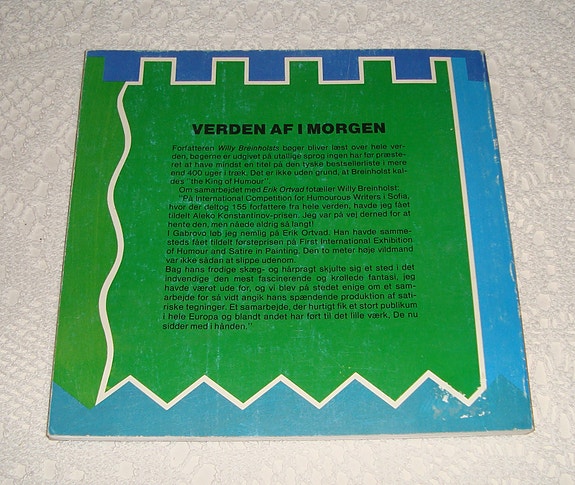 VERDEN AF I MORGEN
Forfatteren Willy Breinholsts bøger bliver læst over hele ver-
den, bøgerne er udgivet på utallige sprog ingen har før præste-
ret at have mindst en titel på den tyske bestsellerliste i mere
end 400 uger i træk. Det er ikke uden grund, at Breinholst kal-
des "the King of Humour".
Om samarbejdet med Erik Ortvad fotæller Willy Breinholst:
"På International Competition for Humourous Writers i Sofia,
hvor der deltog 155 forfattere fra hele verden, havde jeg fået
tildelt Aleko Konstantinov-prisen. Jeg var på vej derned for at
hente den, men nåede aldrig så langt!
I Gabrovo løb jeg nemlig på Erik Ortvad. Han havde samme-
steds fået tildelt førsteprisen på First International Exhibition
of Humour and Satire in Painting. Den to meter høje vildmand
var ikke sådan at slippe udenom.
Bag hans frodige skæg- og hårpragt skjulte sig et sted i det
indvendige den mest fascinerende og krøllede fantasi, jeg
havde været ude for, og vi blev på stedet enige om et sam-
arbejde for så vidt angik hans spændende produktion af sati-
riske tegninger. Et samarbejde, der hurtigt fik et stort publikum
i hele Europa og blandt andet har ført til det lille værk, De nu
sidder med i hånden."